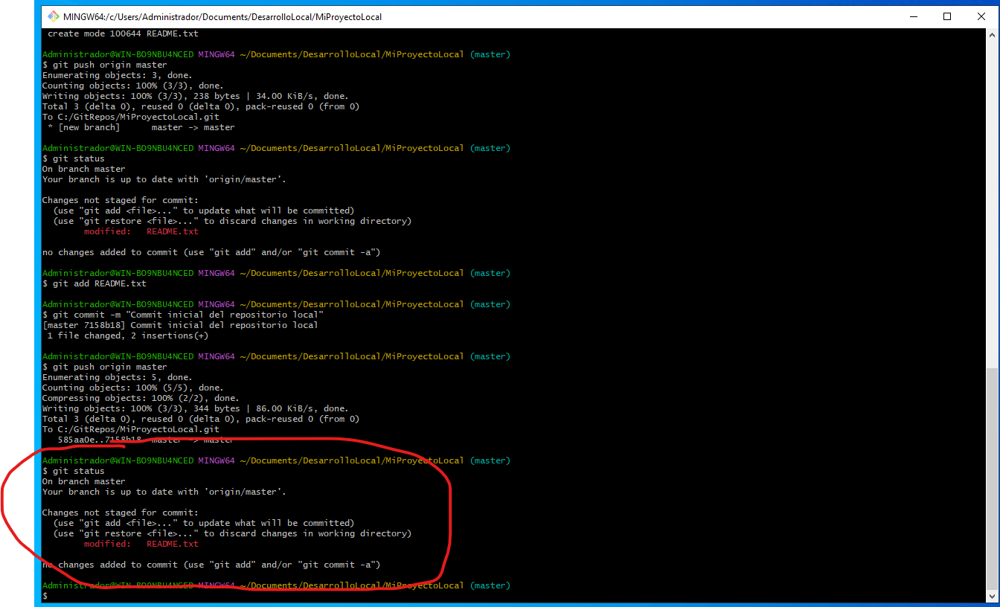 MINGW64:/c/Users/Administrador/Documents/DesarrolloLocal/MiProyectoLocal
create mode 100644 README.txt
Administrador@WIN-BO9NBU4NCED MINGW64 ~/Documents/DesarrolloLocal/MiProyectoLocal (master)
$ git push origin master
Enumerating objects: 3, done.
Counting objects: 100% (3/3), done.
Writing objects: 100% (3/3), 238 bytes | 34.00 KiB/s, done.
Total 3 (delta 0), reused 0 (delta 0), pack-reused 0 (from 0)
To C:/GitRepos/MiProyectoLocal.git
* [new branch]      master -> master
Administrador@WIN-BO9NBU4NCED MINGW64 ~/Documents/DesarrolloLocal/MiProyectoLocal (master)
$ git status
On branch master
Your branch is up to date with 'origin/master'.
Changes not staged for commit:
(use "git add <file>..." to update what will be committed)
(use "git restore <file>..." to discard changes in working directory)
modified:   README.txt
no changes added to commit (use "git add" and/or "git commit -a")
Administrador@WIN-BO9NBU4NCED MINGW64 ~/Documents/DesarrolloLocal/MiProyectoLocal (master)
$ git add README.txt
Administrador@WIN-BO9NBU4NCED MINGW64 ~/Documents/DesarrolloLocal/MiProyectoLocal (master)
$ git commit -m "Commit inicial del repositorio local"
[master 7158b18] Commit inicial del repositorio local
1 file changed, 2 insertions(+)
Administrador@WIN-BO9NBU4NCED MINGW64 ~/Documents/DesarrolloLocal/MiProyectoLocal (master)
$ git push origin master
Enumerating objects: 5, done.
Counting objects: 100% (5/5), done.
Compressing objects: 100% (2/2), done.
Writing objects: 100% (3/3), 344 bytes | 86.00 KiB/s, done.
Total 3 (delta 0), reused 0 (delta 0), pack-reused 0 (from 0)
To C:/GitRepos/MiProyectoLocal.git
585aa0e..7158b18  master -> master
Administrador@WIN-BO9NBU4NCED MINGW64 ~/Documents/DesarrolloLocal/MiProyectoLocal (master)
$ git status
On branch master
Your branch is up to date with 'origin/master'.
Changes not staged for commit:
(use "git add <file>..." to update what will be committed)
(use "git restore <file>..." to discard changes in working directory)
modified:   README.txt
no changes added to commit (use "git add" and/or "git commit -a")
Administrador@WIN-BO9NBU4NCED MINGW64 ~/Documents/DesarrolloLocal/MiProyectoLocal (master)
$